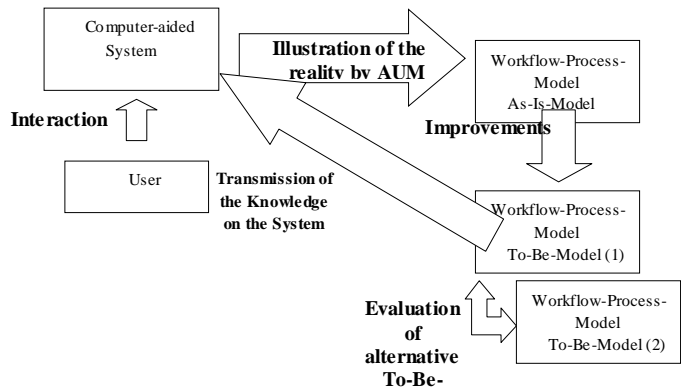 Computer-aided
System
Illustration of the
reality by AUM
Workflow-Process-
Model
As-Is-Model
Interaction
Improvements
User
Transmission of
the Knowledge
on the System
Workflow-Process-
Model
To-Be-Model (1)
Evaluation
of
alternative
To-Be-
Workflow-Process-
Model
To-Be-Model (2)